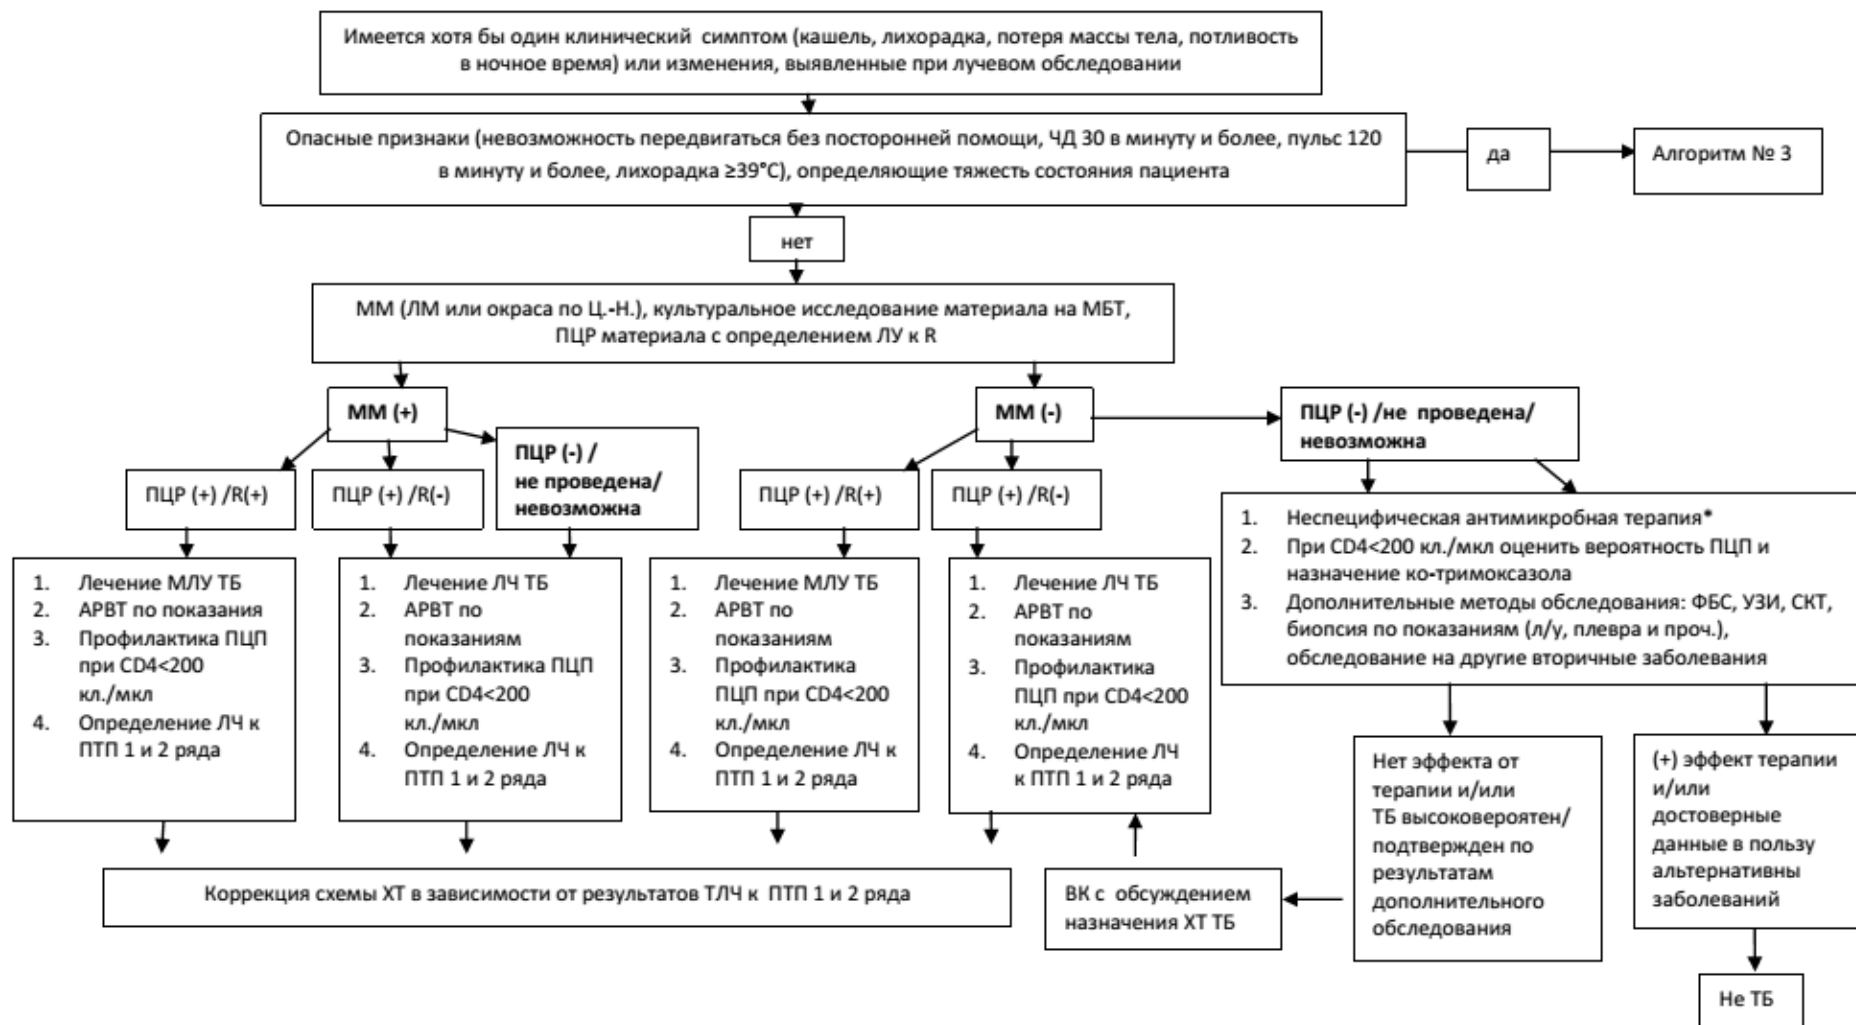 Имеется хотя бы один клинический симптом (кашель, лихорадка, потеря массы тела, потливость
в ночное время) или изменения, выявленные при лучевом обследовании
Опасные признаки (невозможность передвигаться без посторонней помощи, ЧД 30 в минуту и более, пульс 120
в минуту и более, лихорадка ≥39°С), определяющие тяжесть состояния пациента
да
Алгоритм № 3
нет
ММ (ЛМ или окраса по Ц.-Н.), культуральное исследование материала на МБТ,
ПЦР материала с определением ЛУ к R
ММ (+)
ПЦР (+) /R(+)
ПЦР (+) /R(-)
ПЦР (-) /
не проведена/
невозможна
ММ (-)
ПЦР (+) /R(+)
ПЦР (+) /R(-)
ПЦР (-) /не проведена/
невозможна
1. Лечение МЛУ ТБ
2. АРВТ по показания
3. Профилактика ПЦП
при CD4<200
кл./мкл
4. Определение ЛЧ к
ПТП 1 и 2 ряда
1. Лечение ЛЧ ТБ
2. АРВТ по
показаниям
3. Профилактика ПЦП
при CD4<200
кл./мкл
4. Определение ЛЧ к
ПТП 1 и 2 ряда
1. Лечение МЛУ ТБ
2. АРВТ по
показаниям
3. Профилактика
ПЦП при CD4<200
кл./мкл
4. Определение ЛЧ к
ПТП 1 и 2 ряда
1. Лечение ЛЧ ТБ
2. АРВТ по
показаниям
3. Профилактика
ПЦП при CD4<200
кл./мкл
4. Определение ЛЧ
к ПТП 1 и 2 ряда
1. Неспецифическая антимикробная терапия*
2. При CD4<200 кл./мкл оценить вероятность ПЦП и
назначение ко-тримоксазола
3. Дополнительные методы обследования: ФБС, УЗИ, СКТ,
биопсия по показаниям (л/у, плевра и проч.),
обследование на другие вторичные заболевания
Нет эффекта от
терапии и/или
ТБ высоковероятен/
подтвержден по
результатам
дополнительного
обследования
(+) эффект терапии
и/или
достоверные
данные в пользу
альтернативны
заболеваний
Коррекция схемы ХТ в зависимости от результатов ТЛЧ к ПТП 1 и 2 ряда
ВК с обсуждением
назначения ХТ ТБ
Не ТБ